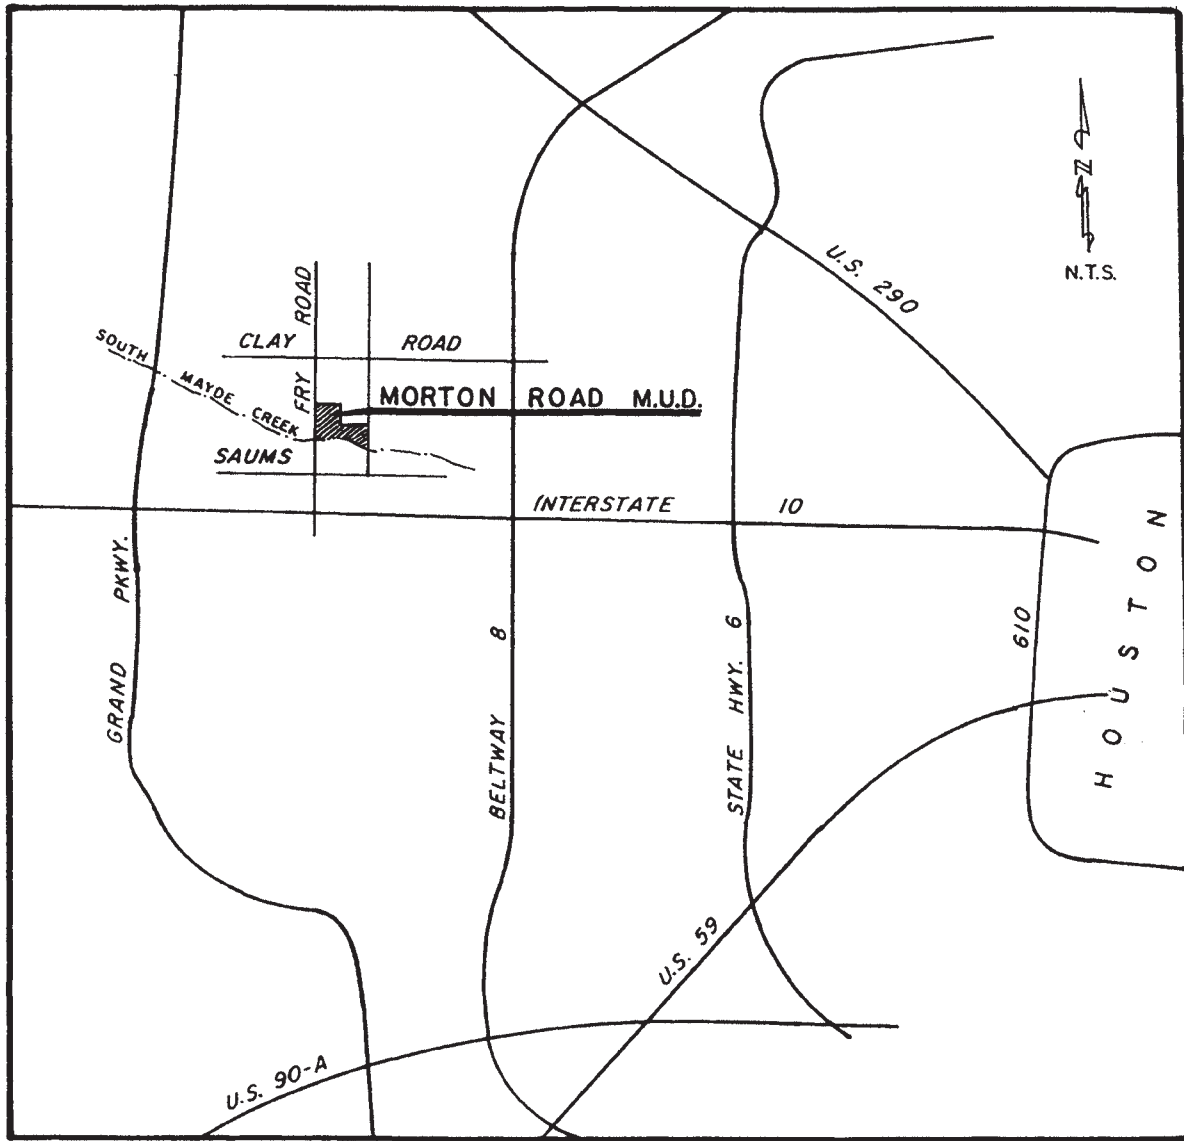 N
N.T.S.
U.S. 290
FRY ROAD
CLAY ROAD
SOUTH MAYDE CREEK
MORTON ROAD M.U.D.
SAUMS
INTERSTATE 10
GRAND PKWY.
BELTWAY 8
STATE HWY. 6
610
HOUSTON
U.S. 59
U.S. 90-A